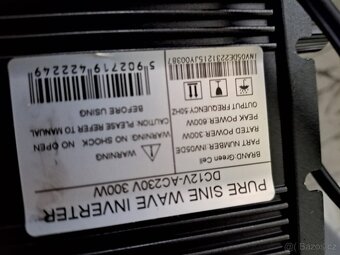 PURE SINE WAVE INVERTER
DC12V-AC230V 300W
BRAND: Green Cell
PART NUMBER: INV05DE
RATED POWER: 300W
PEAK POWER: 600W
OUTPUT FREQUENCY: 50HZ
WARNING
WARNING: NO SHOCK, NO OPEN
CAUTION: PLEASE REFER TO MANUAL
BEFORE USING
5 902719 422249
INV05DE2231215JY00387
Sbazos.cz